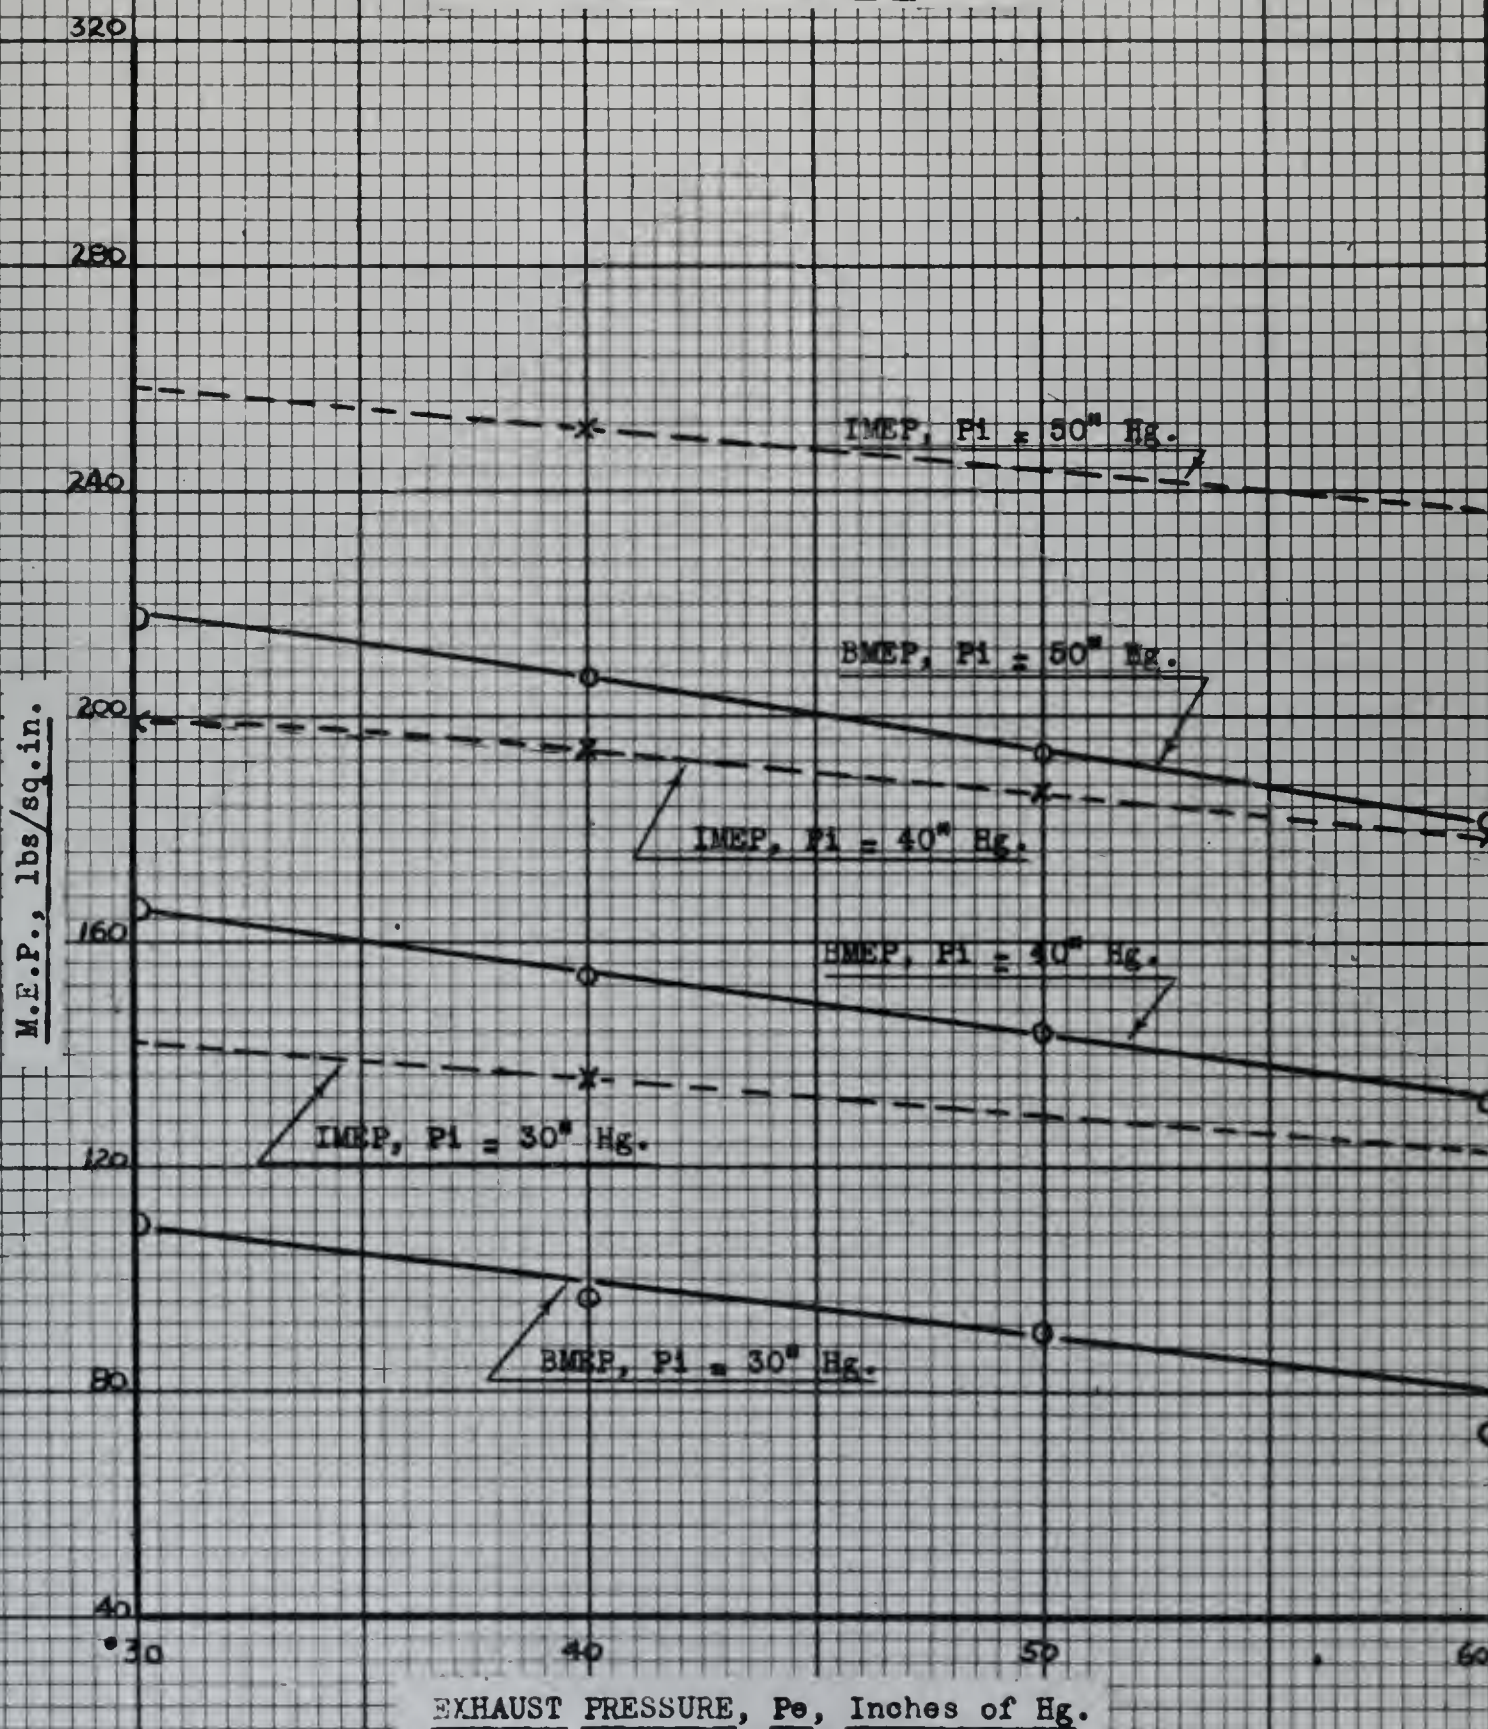 320
280
IMEP, Pi = 50" Hg.
240
BMEP, Pi = 50" Hg.
200
M.E.P., lbs/sq.in.
IMEP, Pi = 40" Hg.
160
BMEP, Pi = 40" Hg.
IMEP, Pi = 30" Hg.
120
BMEP, Pi = 30" Hg.
80
40
30 40 50 60
EXHAUST PRESSURE, Pe, Inches of Hg.